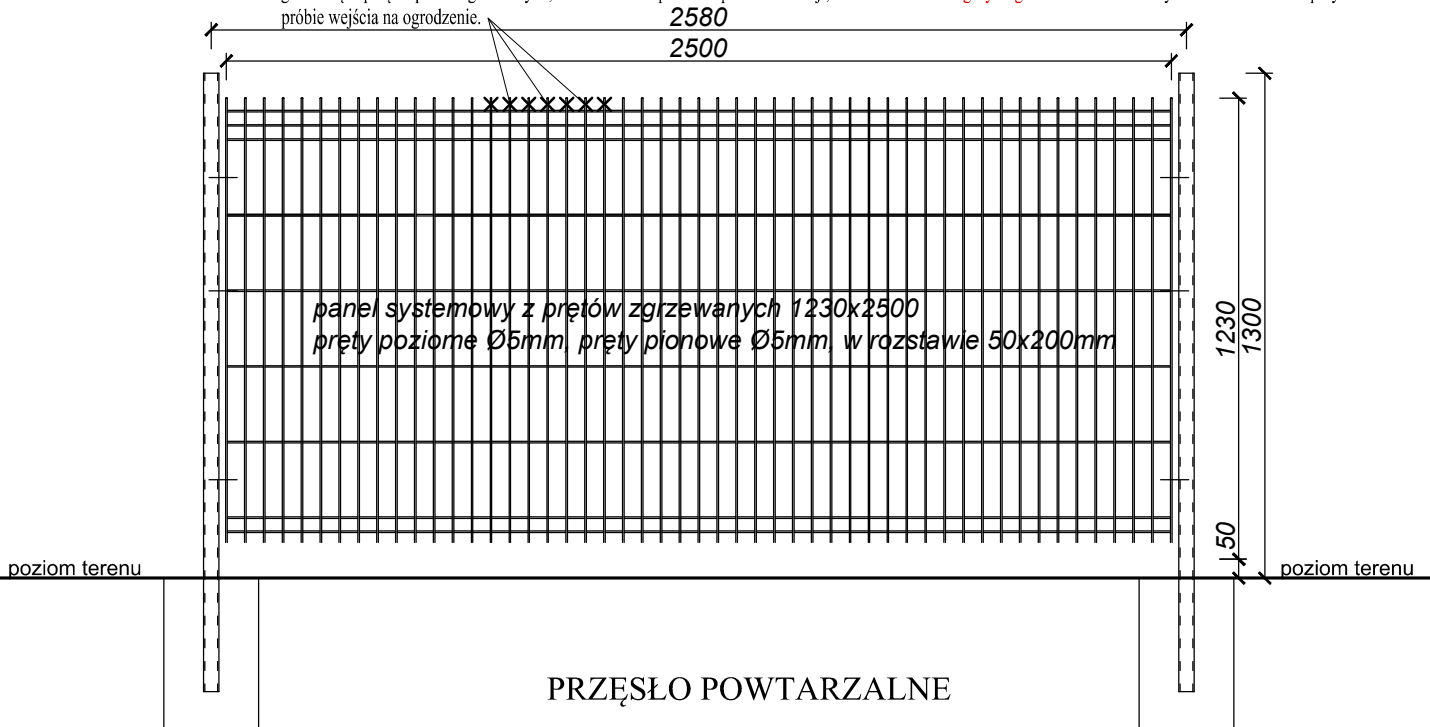 próbie wejścia na ogrodzenie.
2580
2500
panel systemowy z prętów zgrzewanych 1230x2500
pręty poziome Ø5mm, pręty pionowe Ø5mm, w rozstawie 50x200mm
1230
1300
50
poziom terenu
poziom terenu
PRZĘSŁO POWTARZALNE